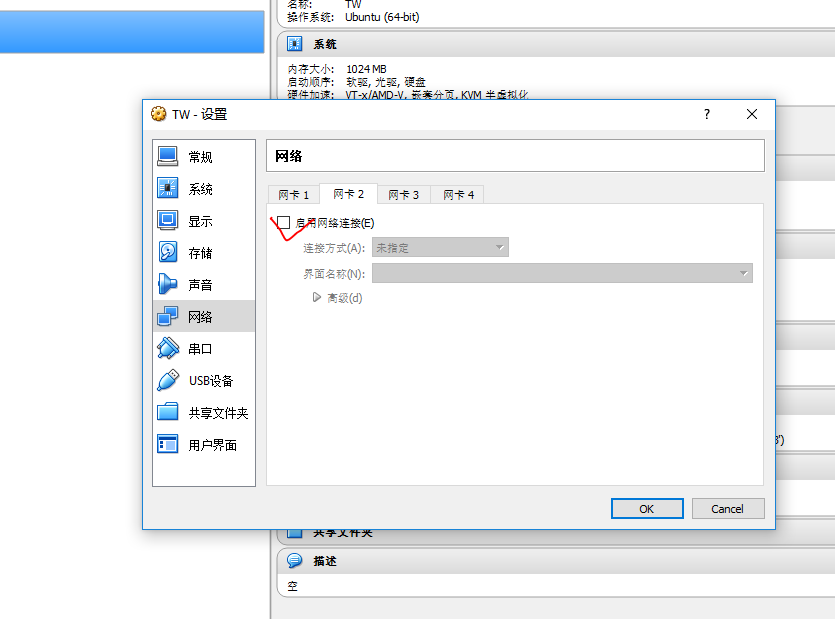 名称: TW
操作系统: Ubuntu (64-bit)
系统
内存大小: 1024 MB
启动顺序: 软驱, 光驱, 硬盘
硬件加速: VT-x/AMD-V, 嵌套分页, KVM 半虚拟化
TW - 设置
?
常规
系统
显示
存储
声音
网络
串口
USB设备
共享文件夹
用户界面
网络
网卡 1 网卡 2 网卡 3 网卡 4
启用网络连接(E)
连接方式(A): 未指定
界面名称(N):
高级(d)
OK Cancel
共享文件夹
描述
空